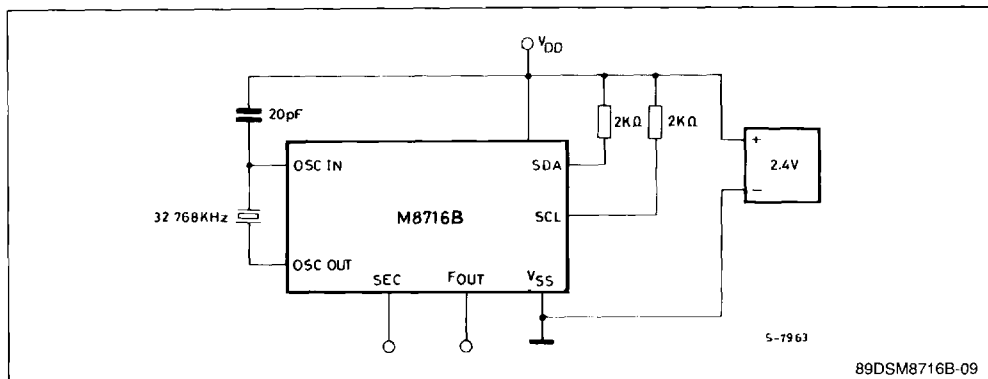 VDD
20pF
2KΩ 2KΩ
+
2.4V
−
OSC IN
SDA
32 768KHz
M8716B
SCL
OSC OUT
SEC
FOUT
VSS
S-7963
89DSM8716B-09